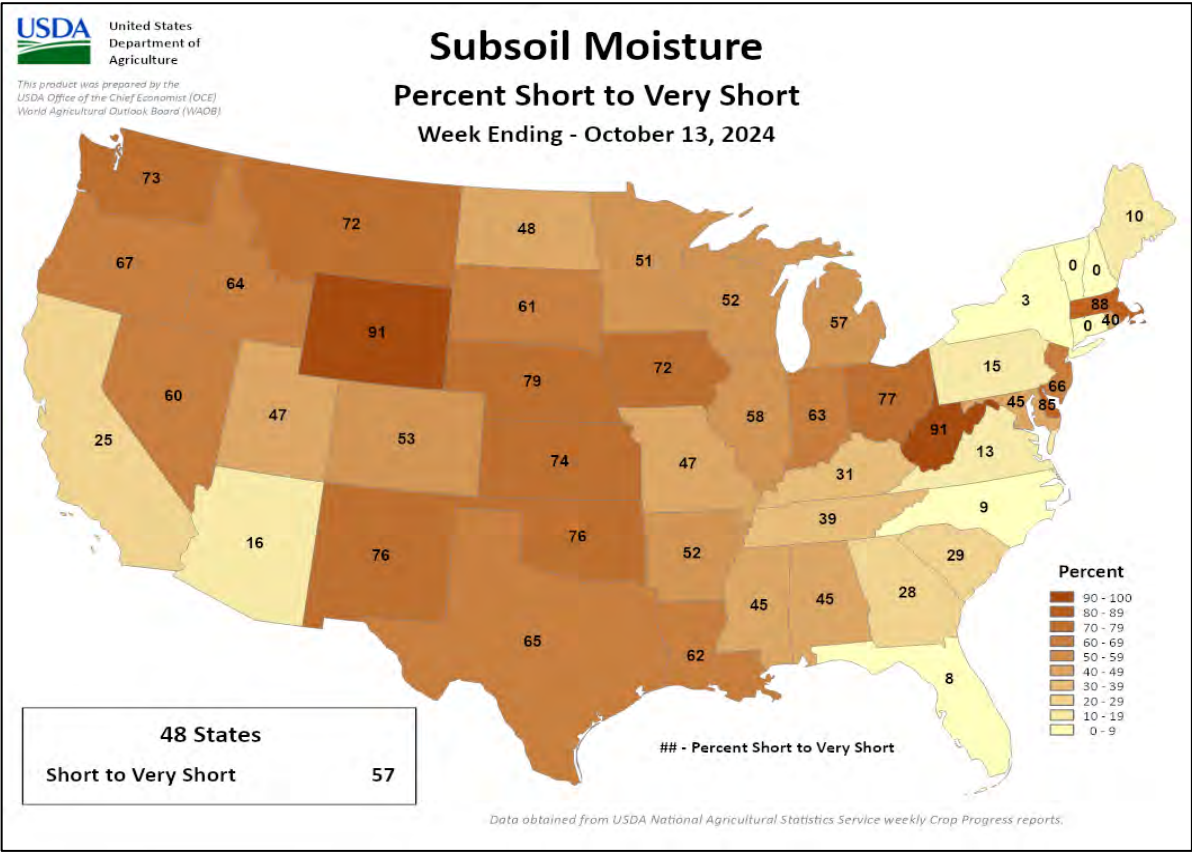 USDA
United States
Department of
Agriculture
This product was prepared by the
USDA Office of the Chief Economist (OCE)
World Agricultural Outlook Board (WAOB)
Subsoil Moisture
Percent Short to Very Short
Week Ending - October 13, 2024
73
72
48
51
10
67
64
61
52
57
3
0
0
88
0
40
91
79
72
15
66
60
47
53
58
63
77
45
85
25
74
47
91
13
31
16
76
76
52
39
9
29
45
45
28
65
62
8
Percent
90 - 100
80 - 89
70 - 79
60 - 69
50 - 59
40 - 49
30 - 39
20 - 29
10 - 19
0 - 9
48 States
Short to Very Short 57
## - Percent Short to Very Short
Data obtained from USDA National Agricultural Statistics Service weekly Crop Progress reports.